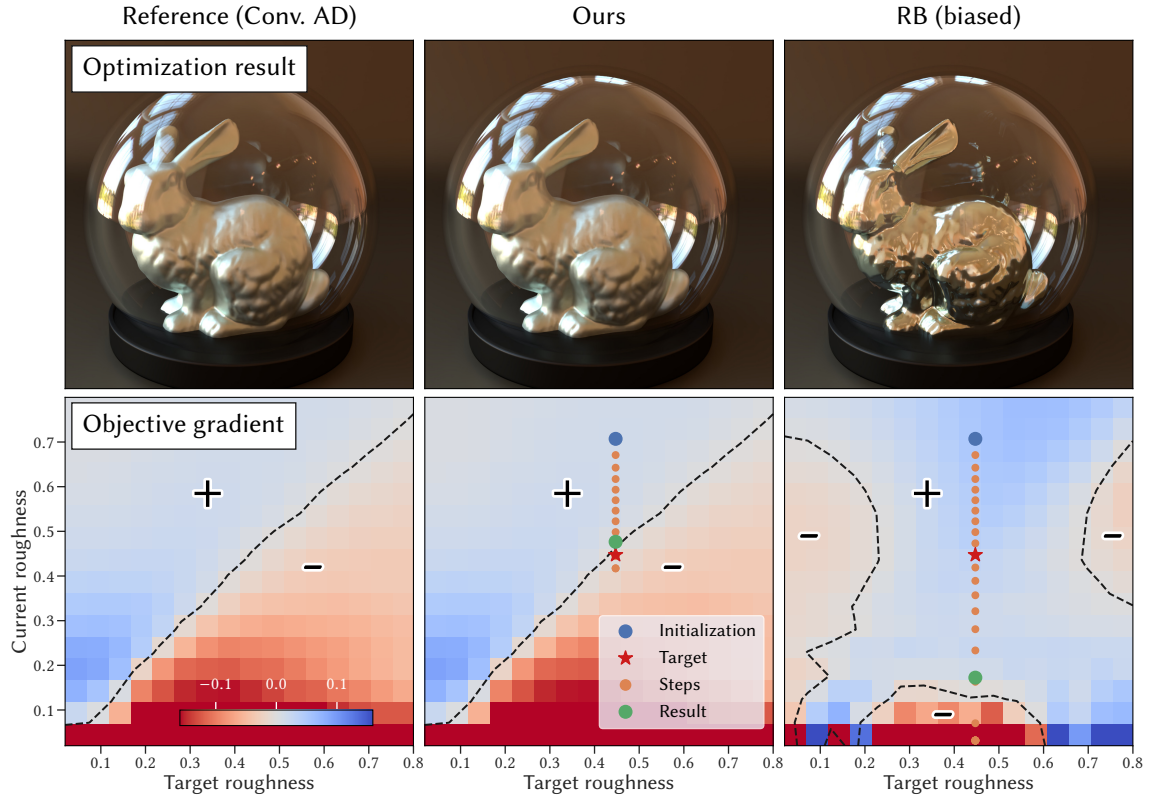 Reference (Conv. AD)
Ours
RB (biased)
Optimization result
Objective gradient
Current roughness
0.7
0.6
0.5
0.4
0.3
0.2
0.1
+
−
−0.1 0.0 0.1
0.1 0.2 0.3 0.4 0.5 0.6 0.7 0.8
Target roughness
+
−
Initialization
Target
Steps
Result
0.1 0.2 0.3 0.4 0.5 0.6 0.7 0.8
Target roughness
+
−
−
−
0.1 0.2 0.3 0.4 0.5 0.6 0.7 0.8
Target roughness